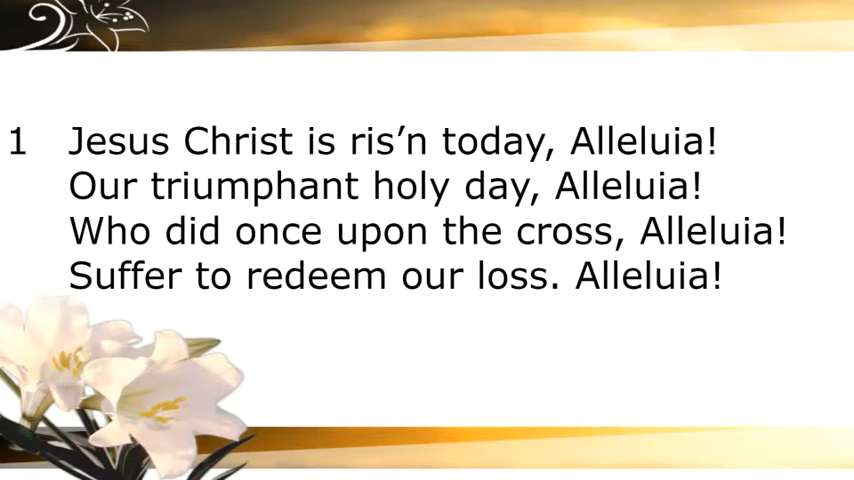 1 Jesus Christ is ris’n today, Alleluia!
Our triumphant holy day, Alleluia!
Who did once upon the cross, Alleluia!
Suffer to redeem our loss. Alleluia!